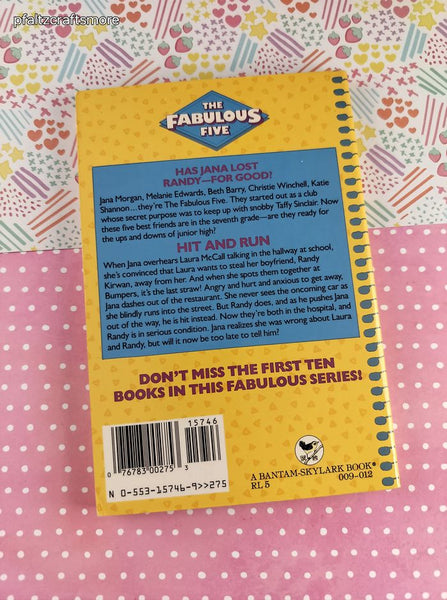 pfaltzcraftsmore
THE
FABULOUS
FIVE
HAS JANA LOST
RANDY—FOR GOOD?
Jana Morgan, Melanie Edwards, Beth Barry, Christie Winchell, Katie
Shannon...they're The Fabulous Five. They started out as a club
whose secret purpose was to keep up with snobby Taffy Sinclair. Now
these five best friends are in the seventh grade—are they ready for
the ups and downs of junior high?
HIT AND RUN
When Jana overhears Laura McCall talking in the hallway at school,
she's convinced that Laura wants to steal her boyfriend, Randy
Kirwan, away from her. And when she spots them together at
Bumpers, it's the last straw! Angry and hurt and anxious to get away,
Jana dashes out of the restaurant. She never sees the oncoming car as
she blindly runs into the street. But Randy does, and as he pushes Jana
out of the way, he is hit instead. Now they're both in the hospital, and
Randy is in serious condition. Jana realizes she was wrong about Laura
and Randy, but will it now be too late to tell him?
DON'T MISS THE FIRST TEN
BOOKS IN THIS FABULOUS SERIES!
15746
0 76783 00275 3
N 0-553-15746-9>>275
A BANTAM-SKYLARK BOOK®
RL 5 009-012